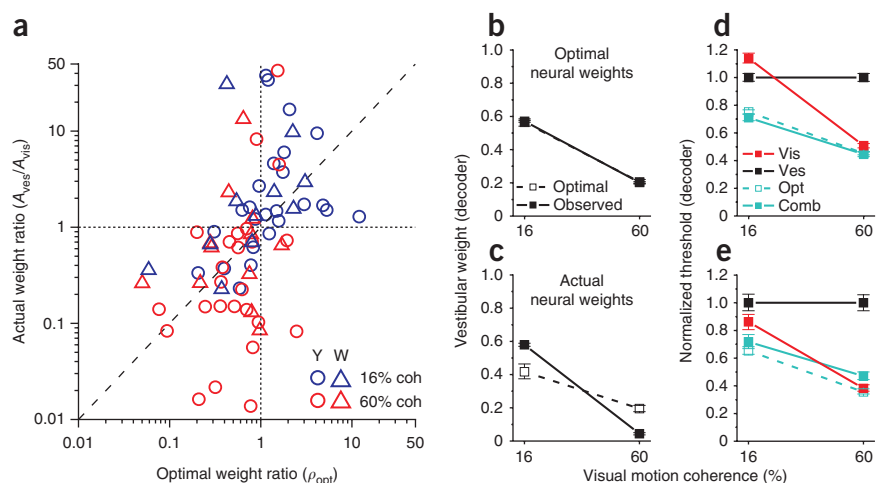 a
50
10
1
0.1
0.01
0.01
0.1
1
10
50
Actual weight ratio (Aves/Avis)
Optimal weight ratio (ρopt)
Y W
16% coh
60% coh
b
Optimal
neural weights
1.0
0.8
0.6
0.4
0.2
0
Optimal
Observed
16
60
c
Actual
neural weights
1.0
0.8
0.6
0.4
0.2
0
16
60
Vestibular weight (decoder)
d
1.2
1.0
0.8
0.6
0.4
0.2
0
Vis
Ves
Opt
Comb
16
60
e
1.2
1.0
0.8
0.6
0.4
0.2
0
16
60
Normalized threshold (decoder)
Visual motion coherence (%)